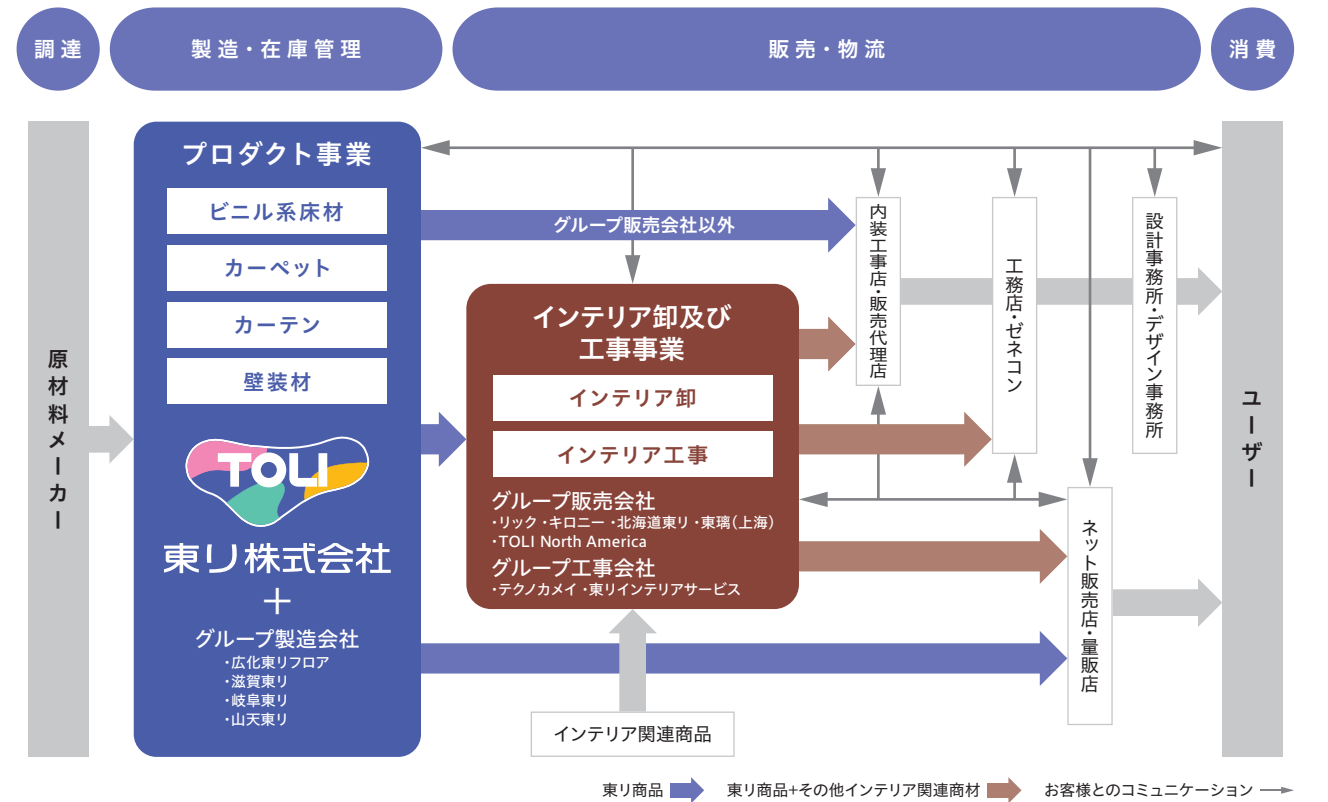 調達
製造・在庫管理
販売・物流
消費
原材料メーカー
プロダクト事業
ビニル系床材
カーペット
カーテン
壁装材
TOLI
東リ株式会社
+
グループ製造会社
・広化東リフロア
・滋賀東リ
・岐阜東リ
・山天東リ
グループ販売会社以外
インテリア卸及び
工事事業
インテリア卸
インテリア工事
グループ販売会社
・リック ・キロニー ・北海道東リ ・東璃(上海)
・TOLI North America
グループ工事会社
・テクノカメイ ・東リインテリアサービス
インテリア関連商品
内装工事店・販売代理店
工務店・ゼネコン
設計事務所・デザイン事務所
ネット販売店・量販店
ユーザー
東リ商品
東リ商品+その他インテリア関連商材
お客様とのコミュニケーション